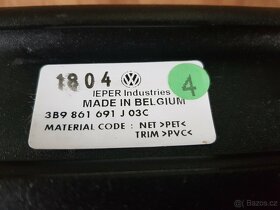 1804
IEPER Industries
MADE IN BELGIUM
4
3B9 861 691 J 03C
MATERIAL CODE : NET >PET<
TRIM >PVC<
bazos.cz